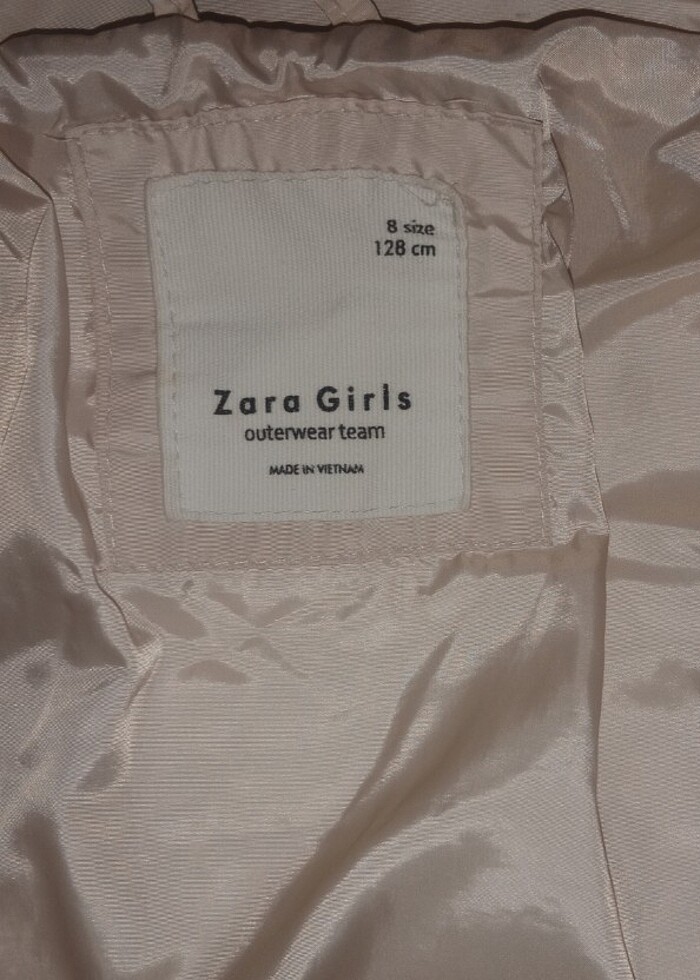 8 size
128 cm
Zara Girls
outerwear team
MADE IN VIETNAM